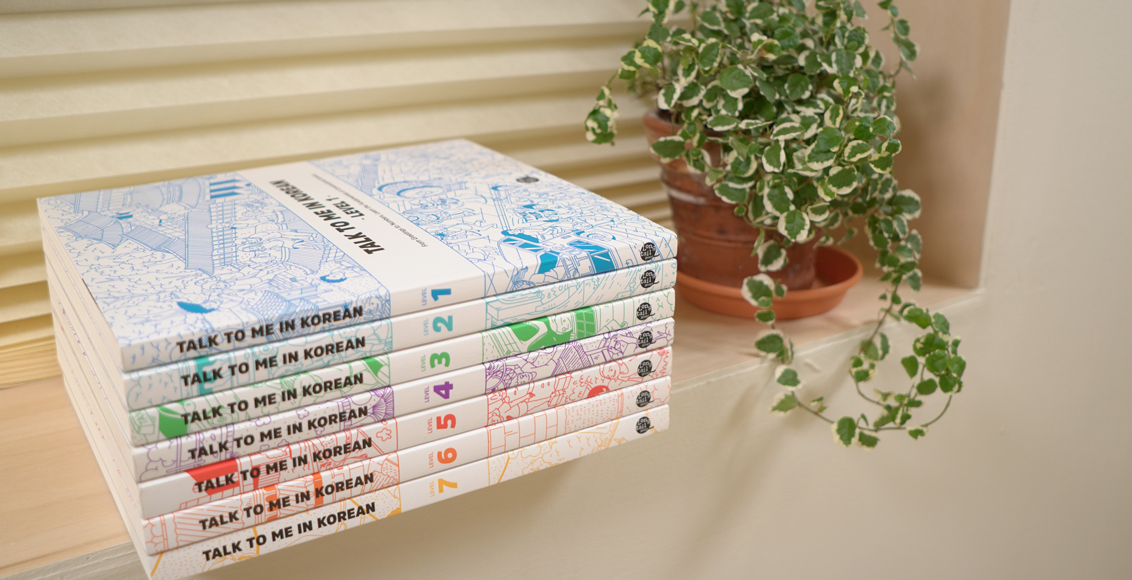 TALK TO ME IN KOREAN
LEVEL 1
TALK TO ME IN KOREAN LEVEL 1
TALK TO ME IN KOREAN LEVEL 2
TALK TO ME IN KOREAN LEVEL 3
TALK TO ME IN KOREAN LEVEL 4
TALK TO ME IN KOREAN LEVEL 5
TALK TO ME IN KOREAN LEVEL 6
TALK TO ME IN KOREAN LEVEL 7